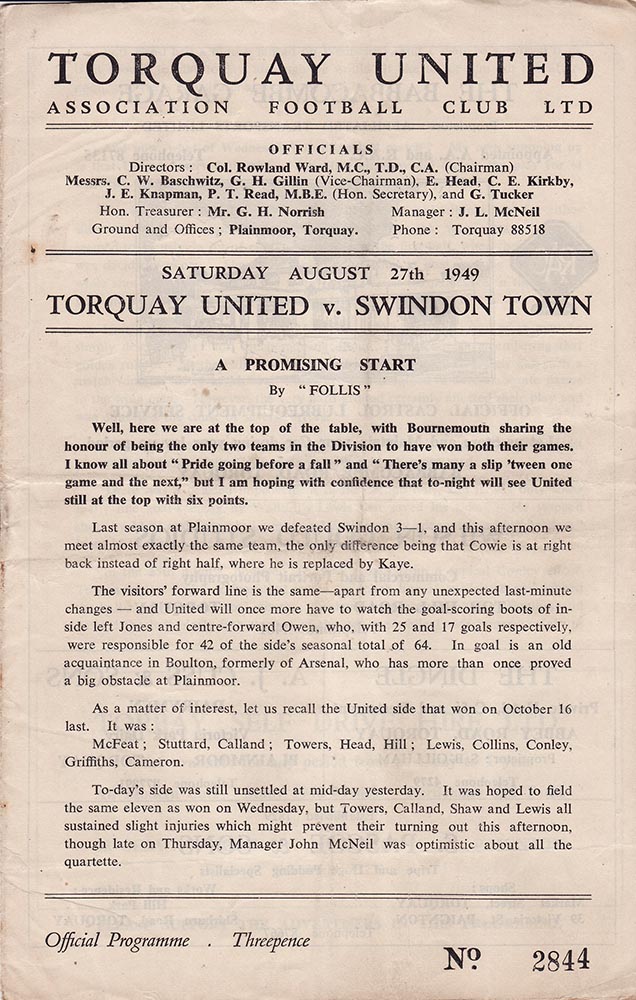 TORQUAY UNITED
ASSOCIATION FOOTBALL CLUB LTD
OFFICIALS
Directors : Col. Rowland Ward, M.C., T.D., C.A. (Chairman)
Messrs. C. W. Baschwitz, G. H. Gillin (Vice-Chairman), E. Head, C. E. Kirkby,
J. E. Knapman, P. T. Read, M.B.E. (Hon. Secretary), and G. Tucker
Hon. Treasurer : Mr. G. H. Norrish Manager : J. L. McNeil
Ground and Offices ; Plainmoor, Torquay. Phone : Torquay 88518
SATURDAY AUGUST 27th 1949
TORQUAY UNITED v. SWINDON TOWN
A PROMISING START
By "FOLLIS"
Well, here we are at the top of the table, with Bournemouth sharing the
honour of being the only two teams in the Division to have won both their games.
I know all about "Pride going before a fall" and "There's many a slip 'tween one
game and the next," but I am hoping with confidence that to-night will see United
still at the top with six points.
Last season at Plainmoor we defeated Swindon 3—1, and this afternoon we
meet almost exactly the same team, the only difference being that Cowie is at right
back instead of right half, where he is replaced by Kaye.
The visitors' forward line is the same—apart from any unexpected last-minute
changes — and United will once more have to watch the goal-scoring boots of in-
side left Jones and centre-forward Owen, who, with 25 and 17 goals respectively,
were responsible for 42 of the side's seasonal total of 64. In goal is an old
acquaintance in Boulton, formerly of Arsenal, who has more than once proved
a big obstacle at Plainmoor.
As a matter of interest, let us recall the United side that won on October 16
last. It was :
McFeat ; Stuttard, Calland ; Towers, Head, Hill ; Lewis, Collins, Conley,
Griffiths, Cameron.
To-day's side was still unsettled at mid-day yesterday. It was hoped to field
the same eleven as won on Wednesday, but Towers, Calland, Shaw and Lewis all
sustained slight injuries which might prevent their turning out this afternoon,
though late on Thursday, Manager John McNeil was optimistic about all the
quartette.
Official Programme . Threepence
No 2844